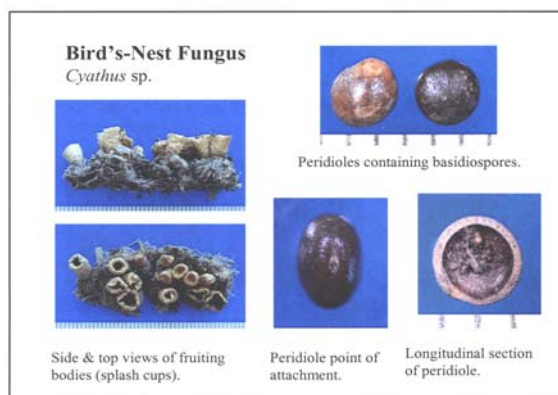 Bird's-Nest Fungus
Cyathus sp.
Peridioles containing basidiospores.
Side & top views of fruiting
bodies (splash cups).
Peridiole point of
attachment.
Longitudinal section
of peridiole.